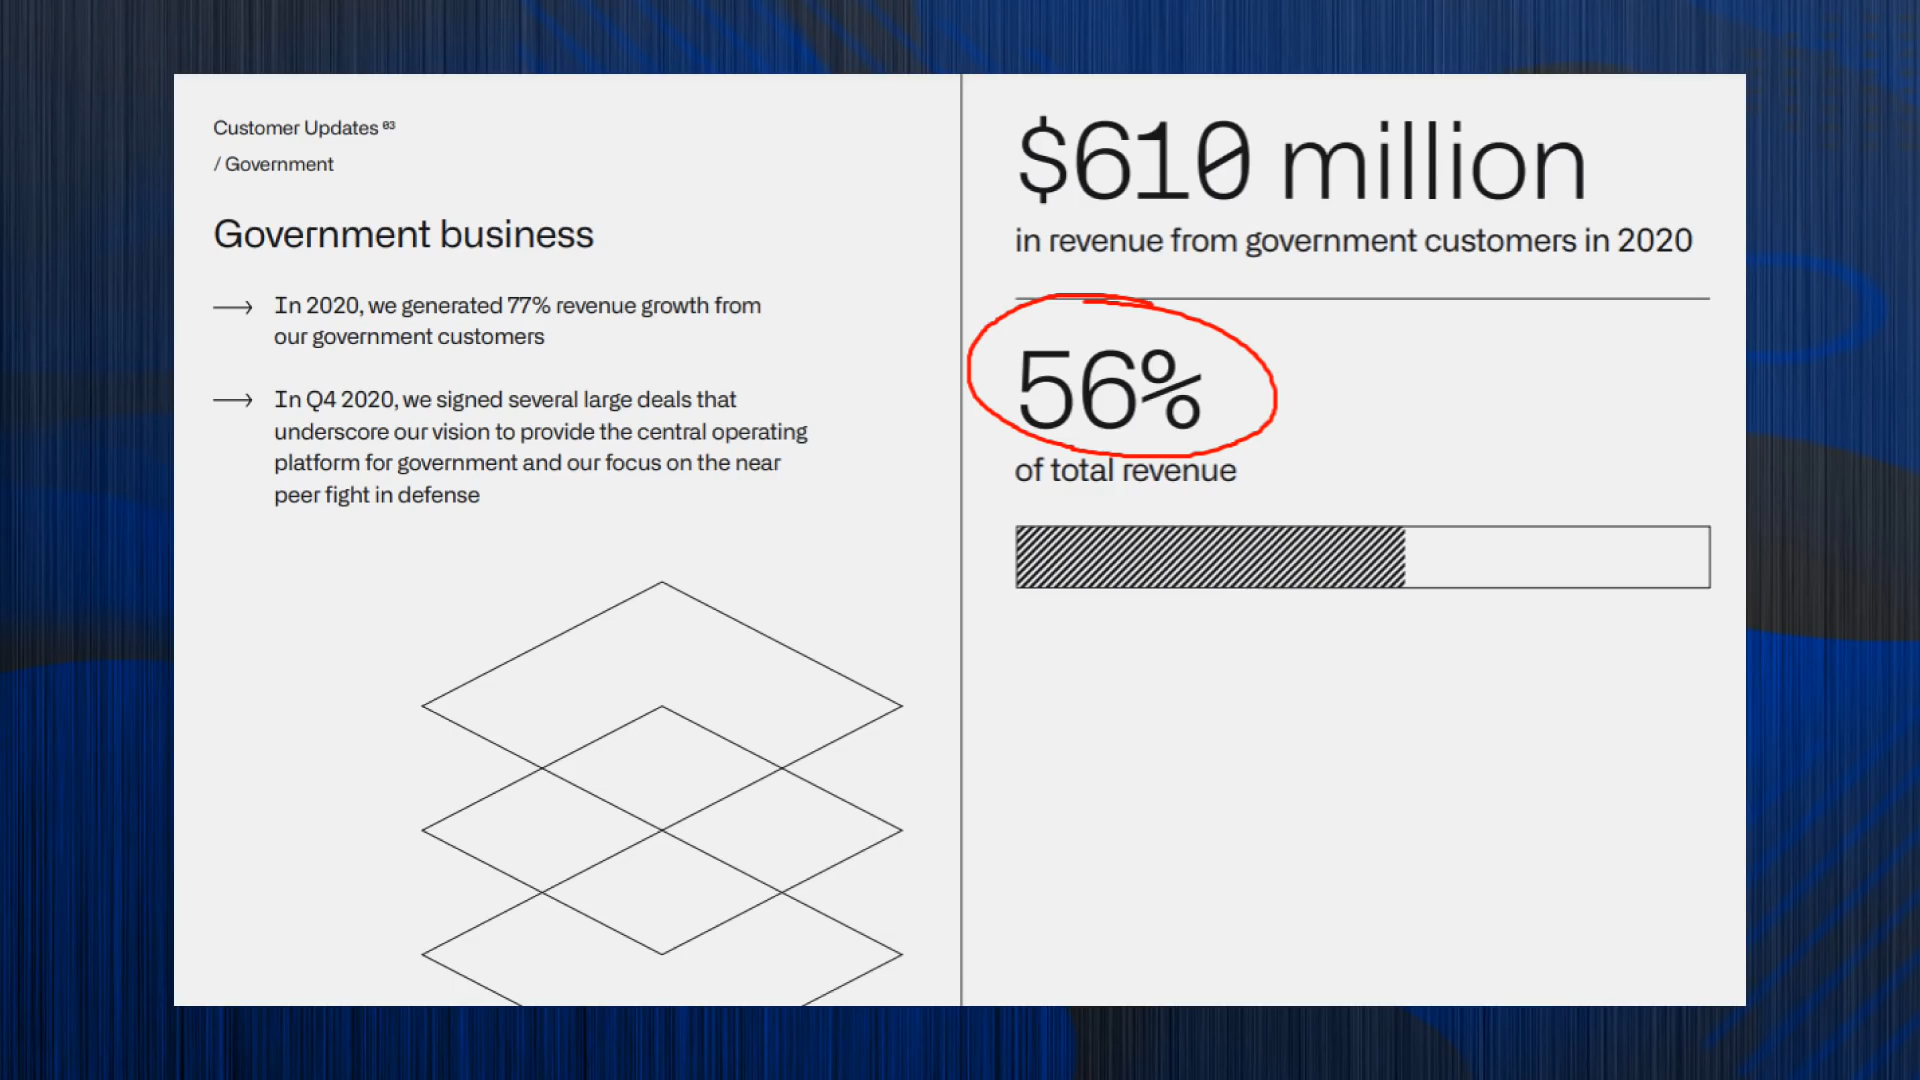 Customer Updates 03
/ Government
Government business
In 2020, we generated 77% revenue growth from
our government customers
In Q4 2020, we signed several large deals that
underscore our vision to provide the central operating
platform for government and our focus on the near
peer fight in defense
$610 million
in revenue from government customers in 2020
56%
of total revenue